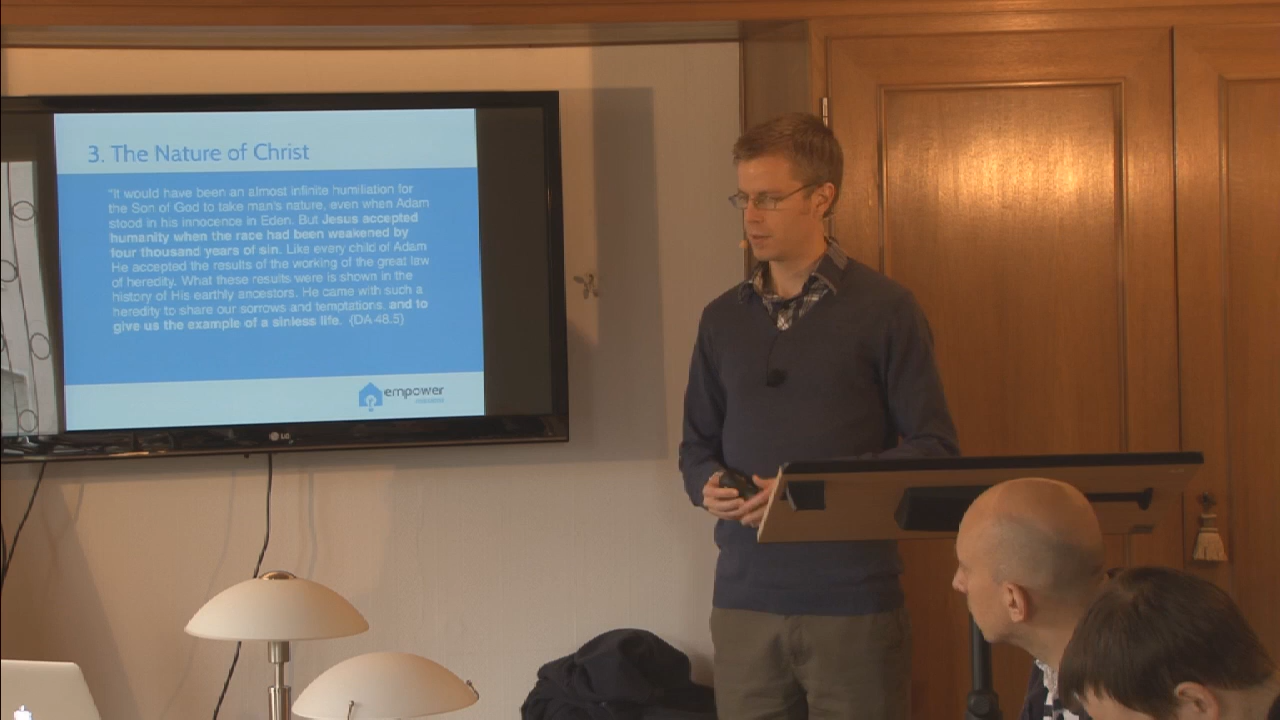 3. The Nature of Christ
"It would have been an almost infinite humiliation for
the Son of God to take man's nature, even when Adam
stood in his innocence in Eden. But Jesus accepted
humanity when the race had been weakened by
four thousand years of sin. Like every child of Adam
He accepted the results of the working of the great law
of heredity. What these results were is shown in the
history of His earthly ancestors. He came with such a
heredity to share our sorrows and temptations, and to
give us the example of a sinless life. {DA 48.5}
empower
LG